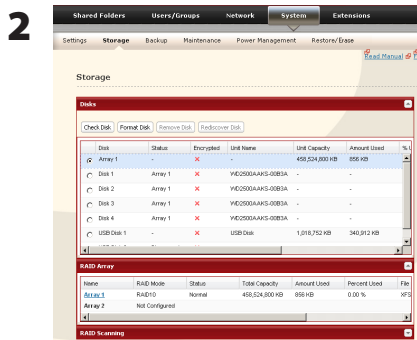 2
Shared Folders Users/Groups Network System Extensions
Settings Storage Backup Maintenance Power Management Restore/Erase
Read Manual
Storage
Disks
Check Disk Format Disk Remove Disk Rediscover Disk
Disk Status Encrypted Unit Name Unit Capacity Amount Used % U
Array 1 - × - 458,524,800 KB 856 KB
Disk 1 Array 1 × WD2500AAKS-00B3A - -
Disk 2 Array 1 × WD2500AAKS-00B3A - -
Disk 3 Array 1 × WD2500AAKS-00B3A - -
Disk 4 Array 1 × WD2500AAKS-00B3A - -
USB Disk 1 - × USB Disk 1,018,752 KB 340,912 KB
RAID Array
Name RAID Mode Status Total Capacity Amount Used Percent Used File
Array 1 RAID10 Normal 458,524,800 KB 856 KB 0.00 % XFS
Array 2 Not Configured
RAID Scanning